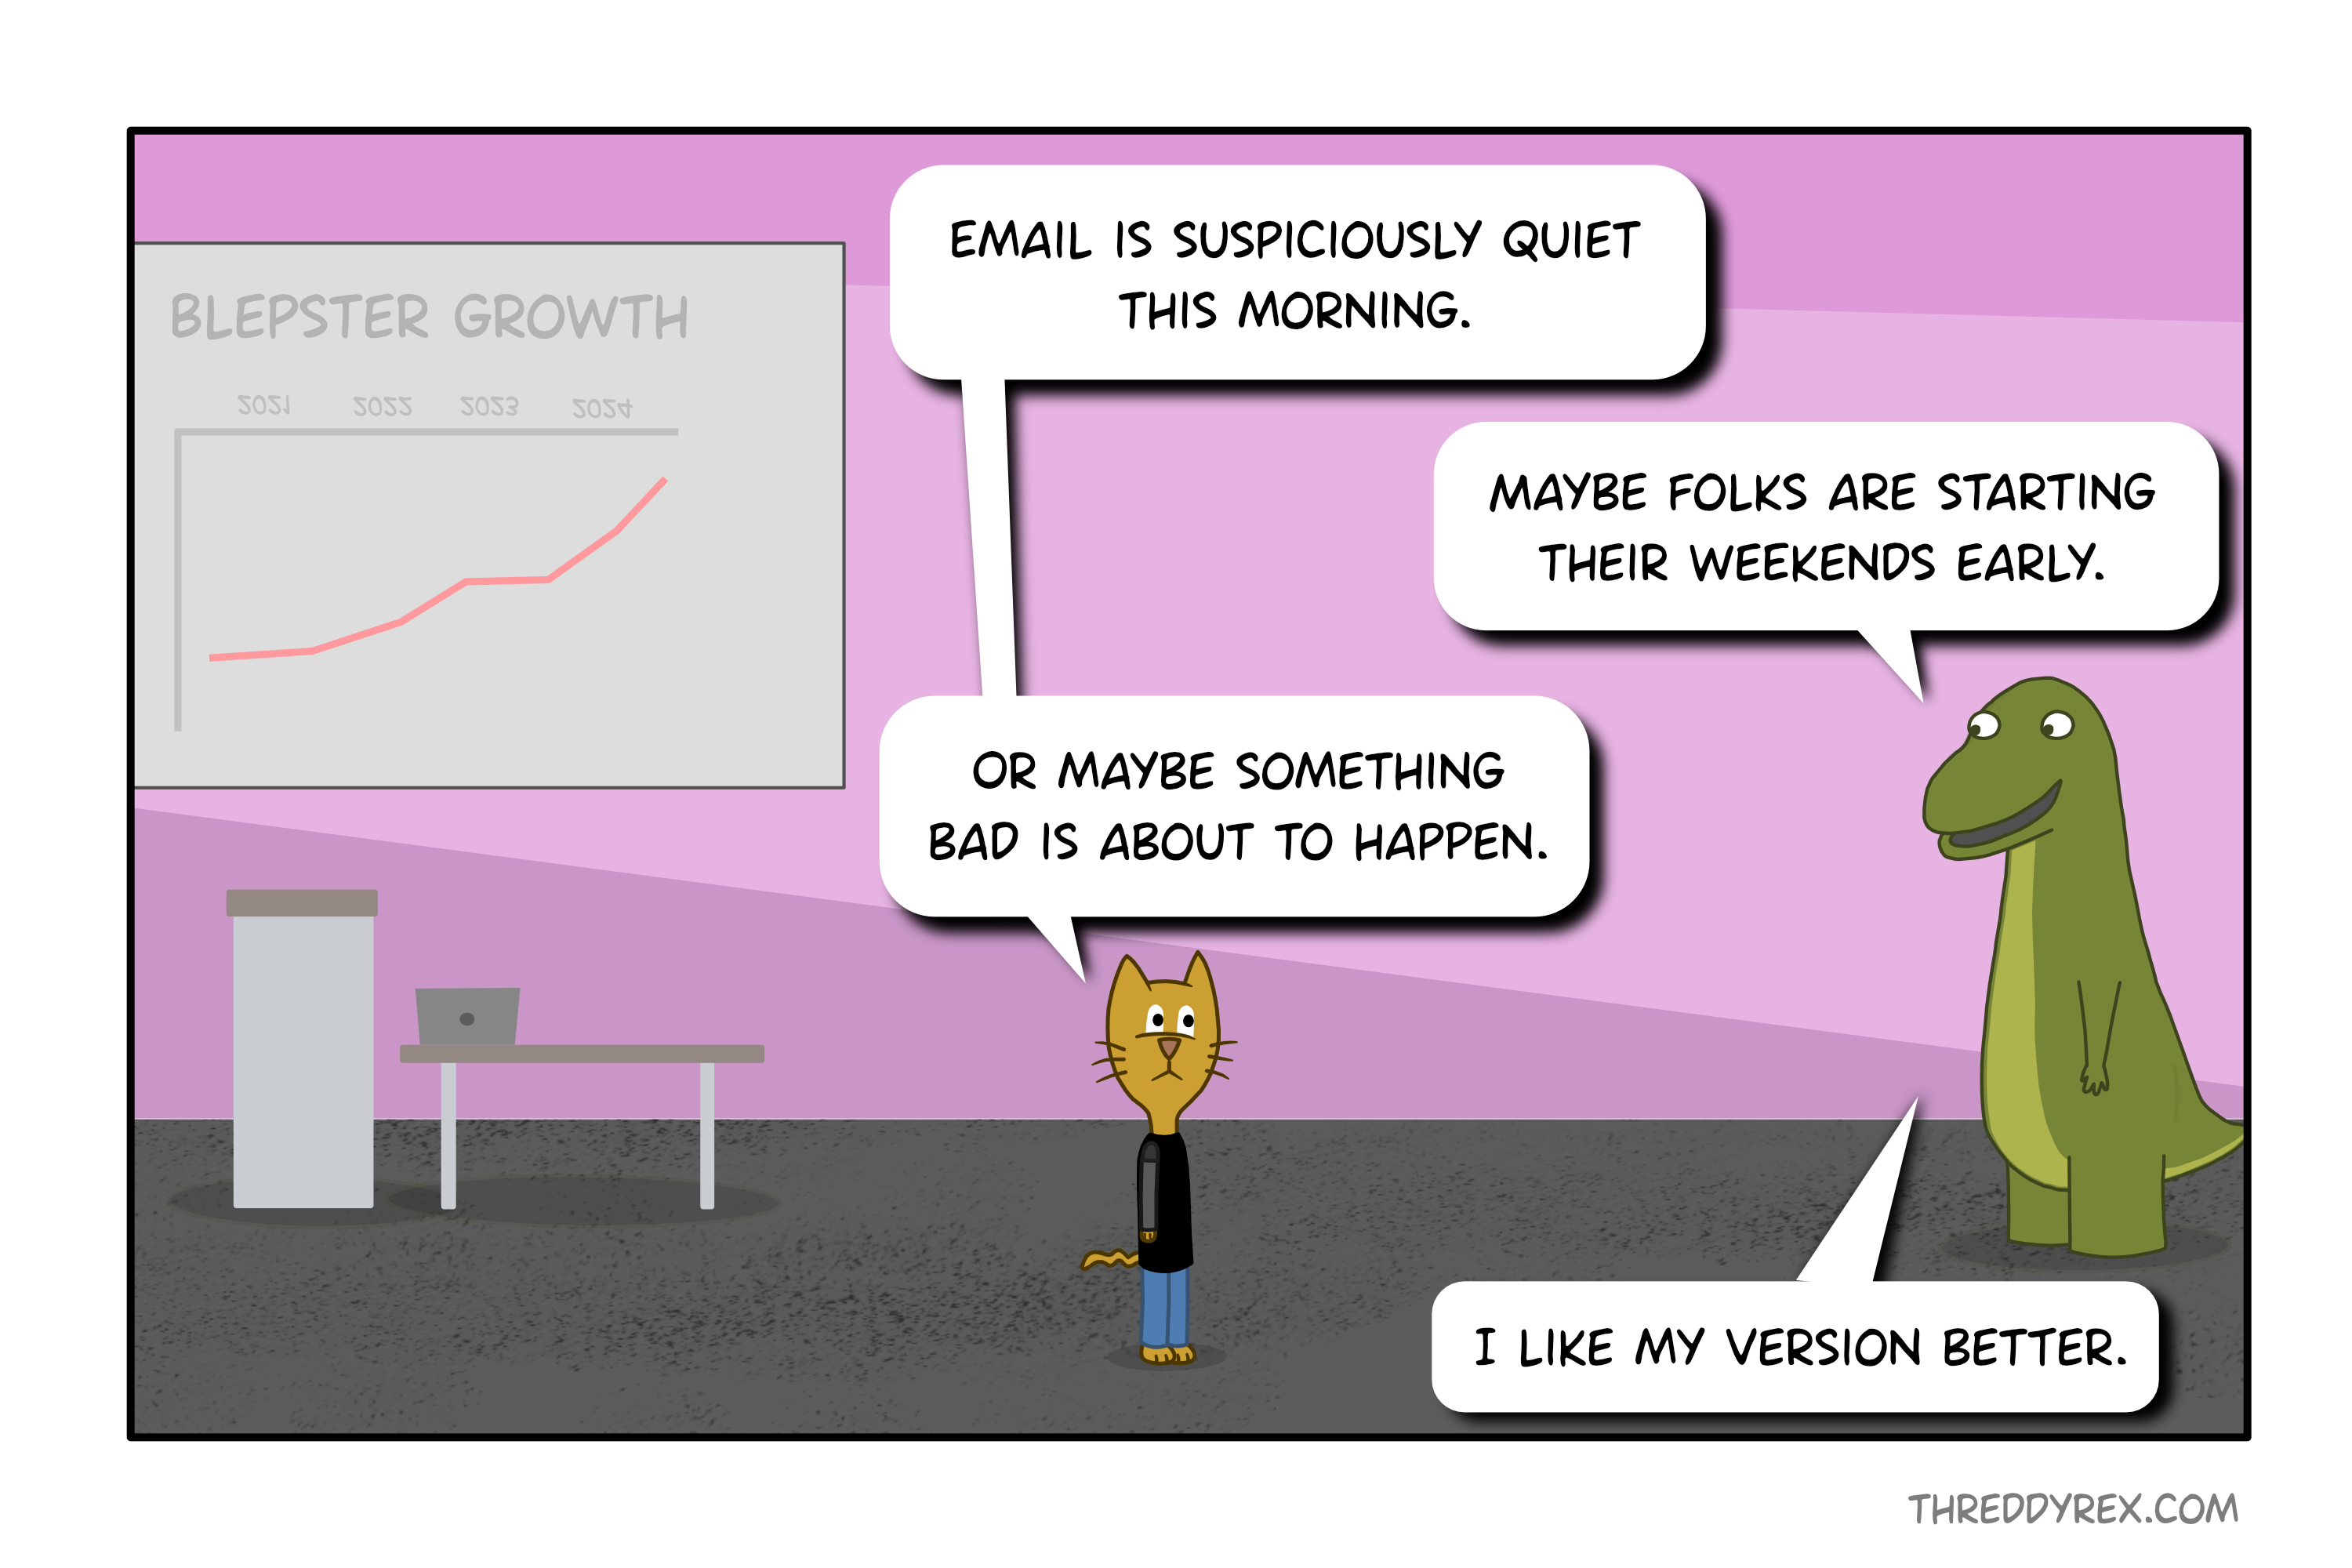 EMAIL IS SUSPICIOUSLY QUIET
THIS MORNING.
MAYBE FOLKS ARE STARTING
THEIR WEEKENDS EARLY.
OR MAYBE SOMETHING
BAD IS ABOUT TO HAPPEN.
I LIKE MY VERSION BETTER.
BLEPSTER GROWTH
2021 2022 2023 2024
THREDDYREX.COM